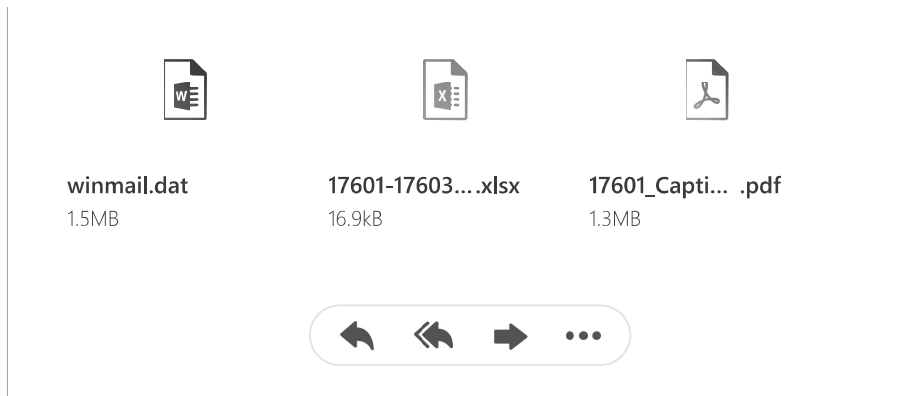 W
X
winmail.dat
1.5MB
17601-17603... .xlsx
16.9kB
17601_Capti... .pdf
1.3MB